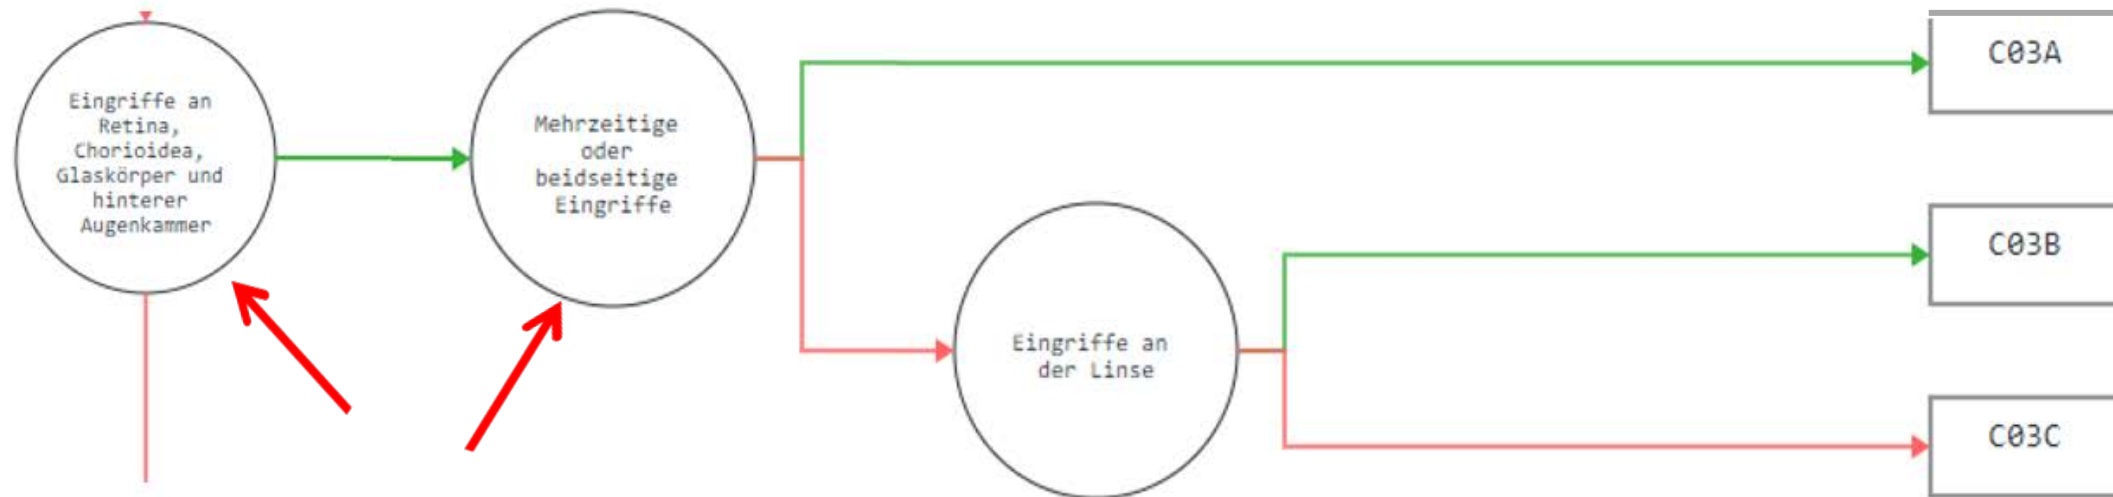 Eingriffe an
Retina,
Chorioidea,
Glaskörper und
hinterer
Augenkammer
Mehrzeitige
oder
beidseitige
Eingriffe
C03A
Eingriffe an
der Linse
C03B
C03C